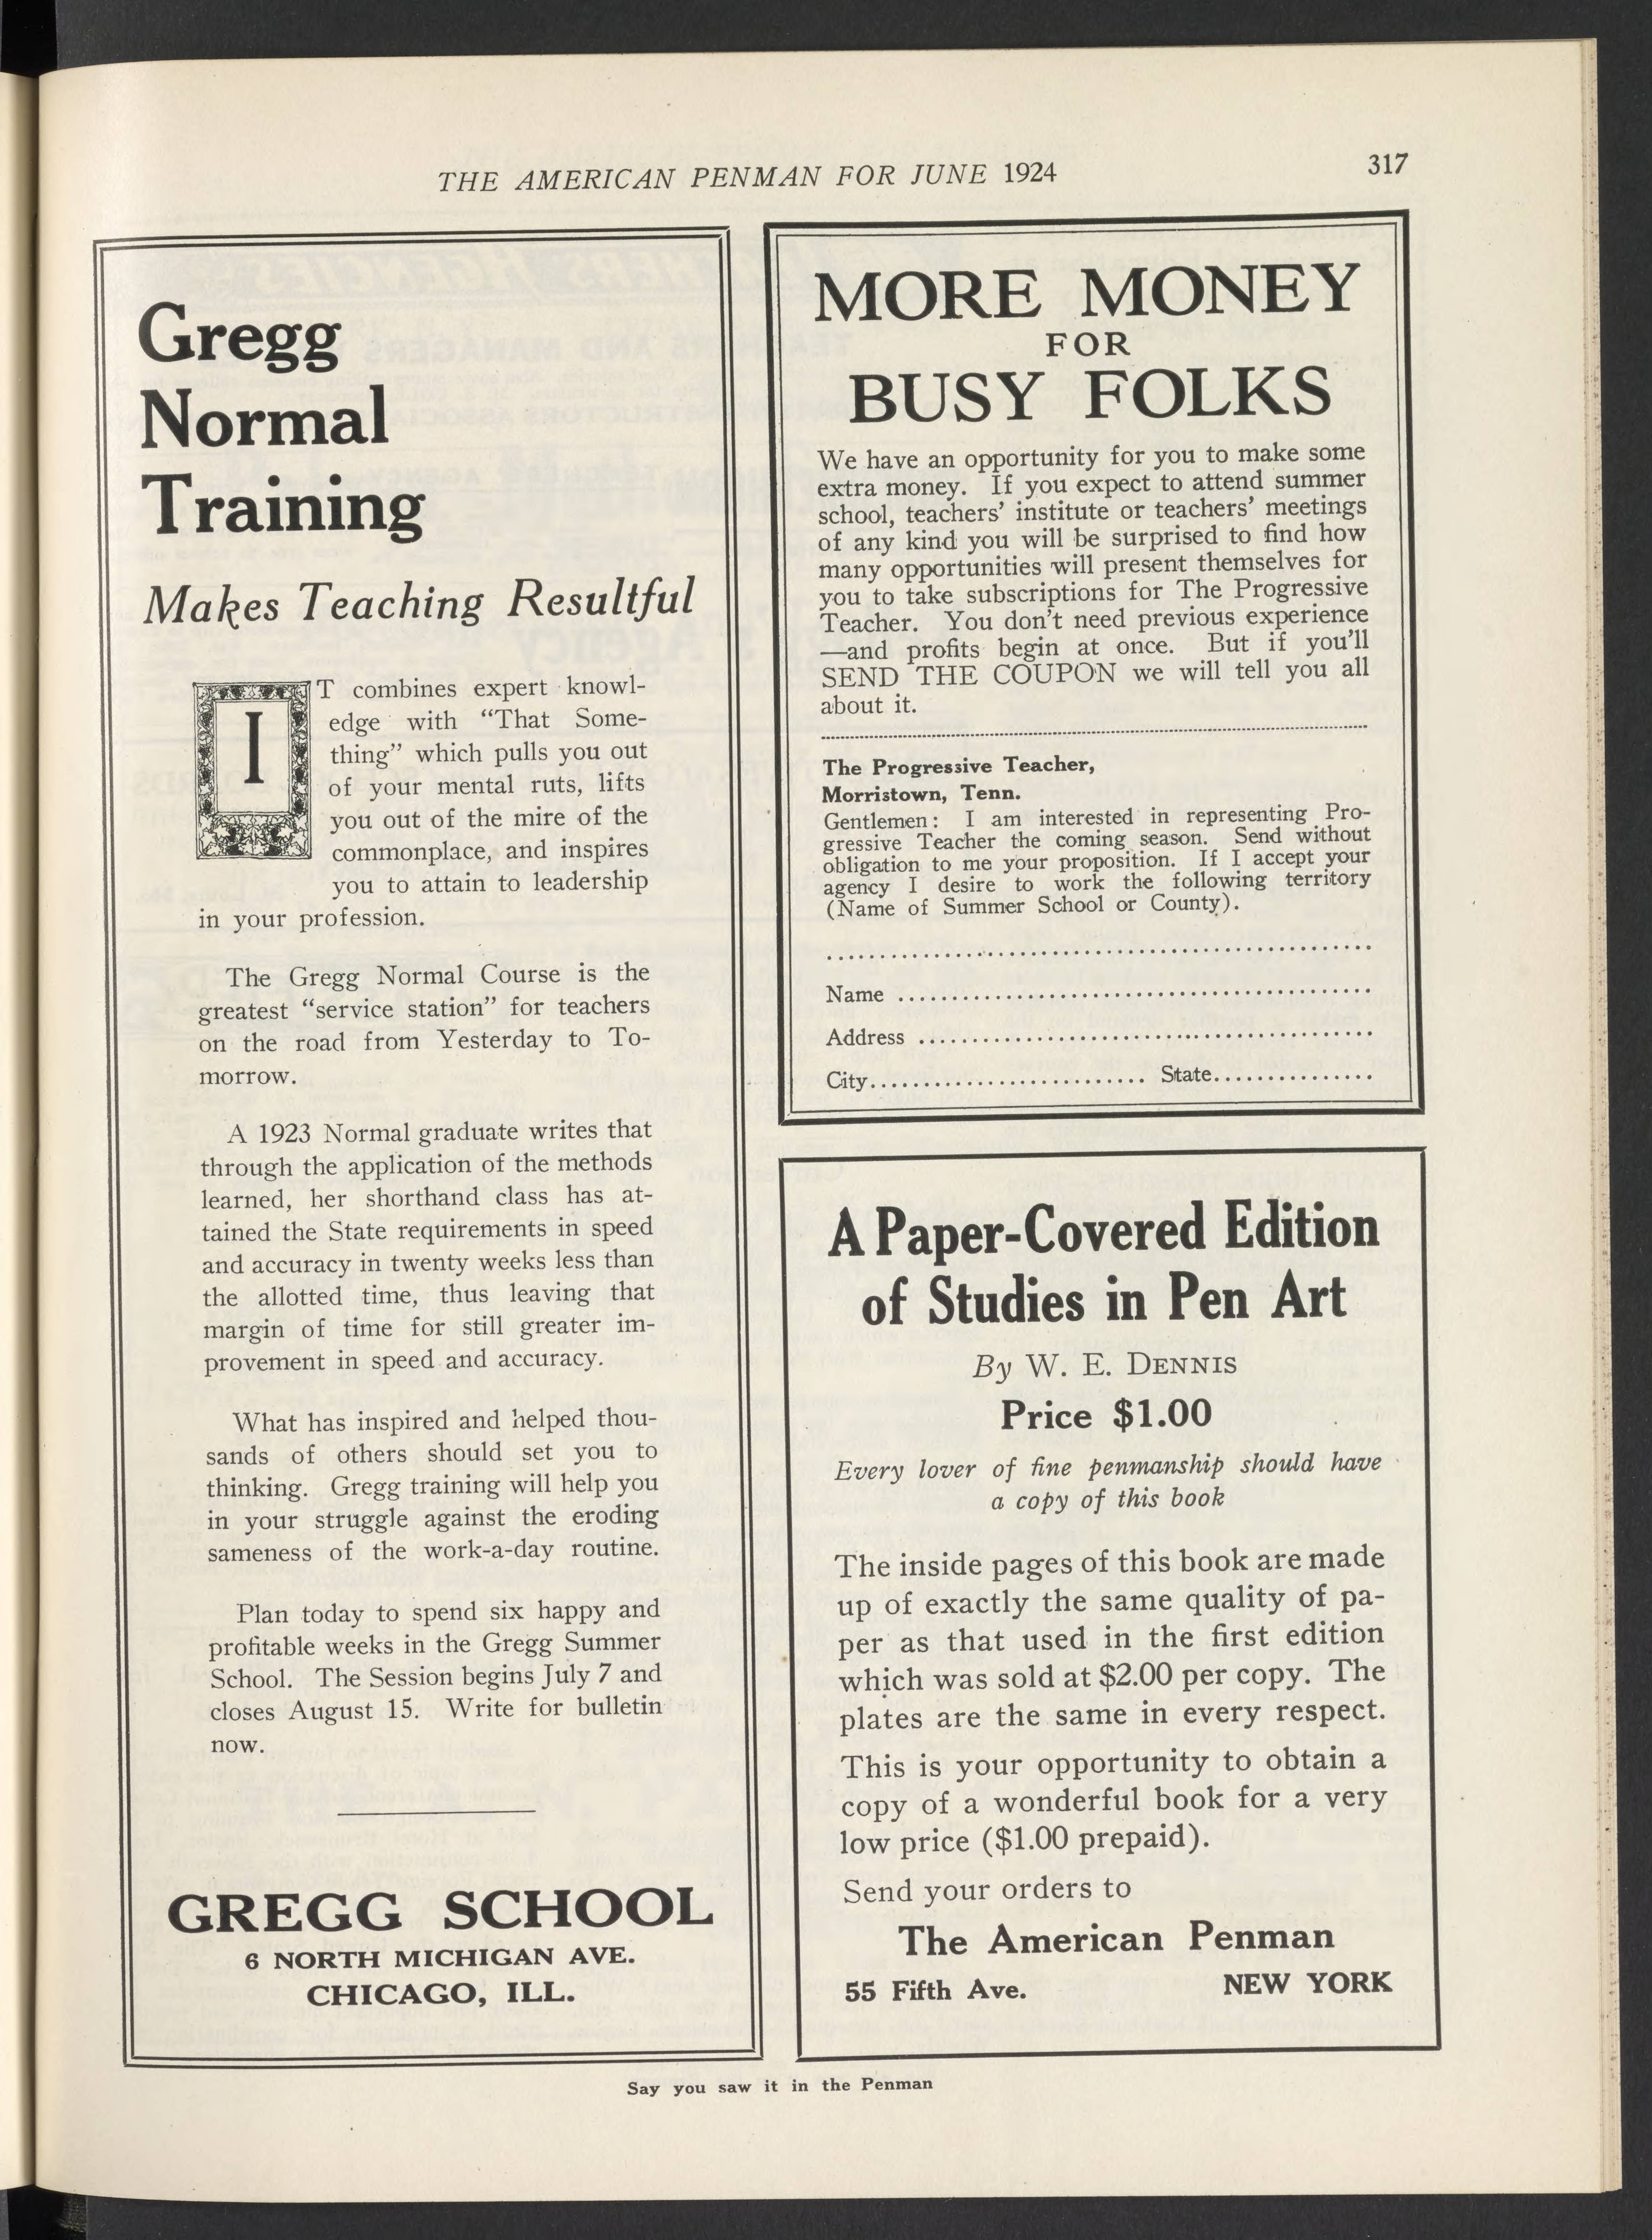 THE AMERICAN PENMAN FOR JUNE 1924
317
Gregg
Normal
Training
Makes Teaching Resultful
IT combines expert knowl-
edge with “That Some-
thing” which pulls you out
of your mental ruts, lifts
you out of the mire of the
commonplace, and inspires
you to attain to leadership
in your profession.
The Gregg Normal Course is the
greatest “service station” for teachers
on the road from Yesterday to To-
morrow.
A 1923 Normal graduate writes that
through the application of the methods
learned, her shorthand class has at-
tained the State requirements in speed
and accuracy in twenty weeks less than
the allotted time, thus leaving that
margin of time for still greater im-
provement in speed and accuracy.
What has inspired and helped thou-
sands of others should set you to
thinking. Gregg training will help you
in your struggle against the eroding
sameness of the work-a-day routine.
Plan today to spend six happy and
profitable weeks in the Gregg Summer
School. The Session begins July 7 and
closes August 15. Write for bulletin
now.
GREGG SCHOOL
6 NORTH MICHIGAN AVE.
CHICAGO, ILL.
MORE MONEY
FOR
BUSY FOLKS
We have an opportunity for you to make some
extra money. If you expect to attend summer
school, teachers’ institute or teachers’ meetings
of any kind you will be surprised to find how
many opportunities will present themselves for
you to take subscriptions for The Progressive
Teacher. You don’t need previous experience
—and profits begin at once. But if you’ll
SEND THE COUPON we will tell you all
about it.
The Progressive Teacher,
Morristown, Tenn.
Gentlemen: I am interested in representing Pro-
gressive Teacher the coming season. Send without
obligation to me your proposition. If I accept your
agency I desire to work the following territory
(Name of Summer School or County).
..................................................
Name ............................................
Address ..........................................
City.......................... State...............
A Paper-Covered Edition
of Studies in Pen Art
By W. E. DENNIS
Price $1.00
Every lover of fine penmanship should have
a copy of this book
The inside pages of this book are made
up of exactly the same quality of pa-
per as that used in the first edition
which was sold at $2.00 per copy. The
plates are the same in every respect.
This is your opportunity to obtain a
copy of a wonderful book for a very
low price ($1.00 prepaid).
Send your orders to
The American Penman
55 Fifth Ave. NEW YORK
Say you saw it in the Penman